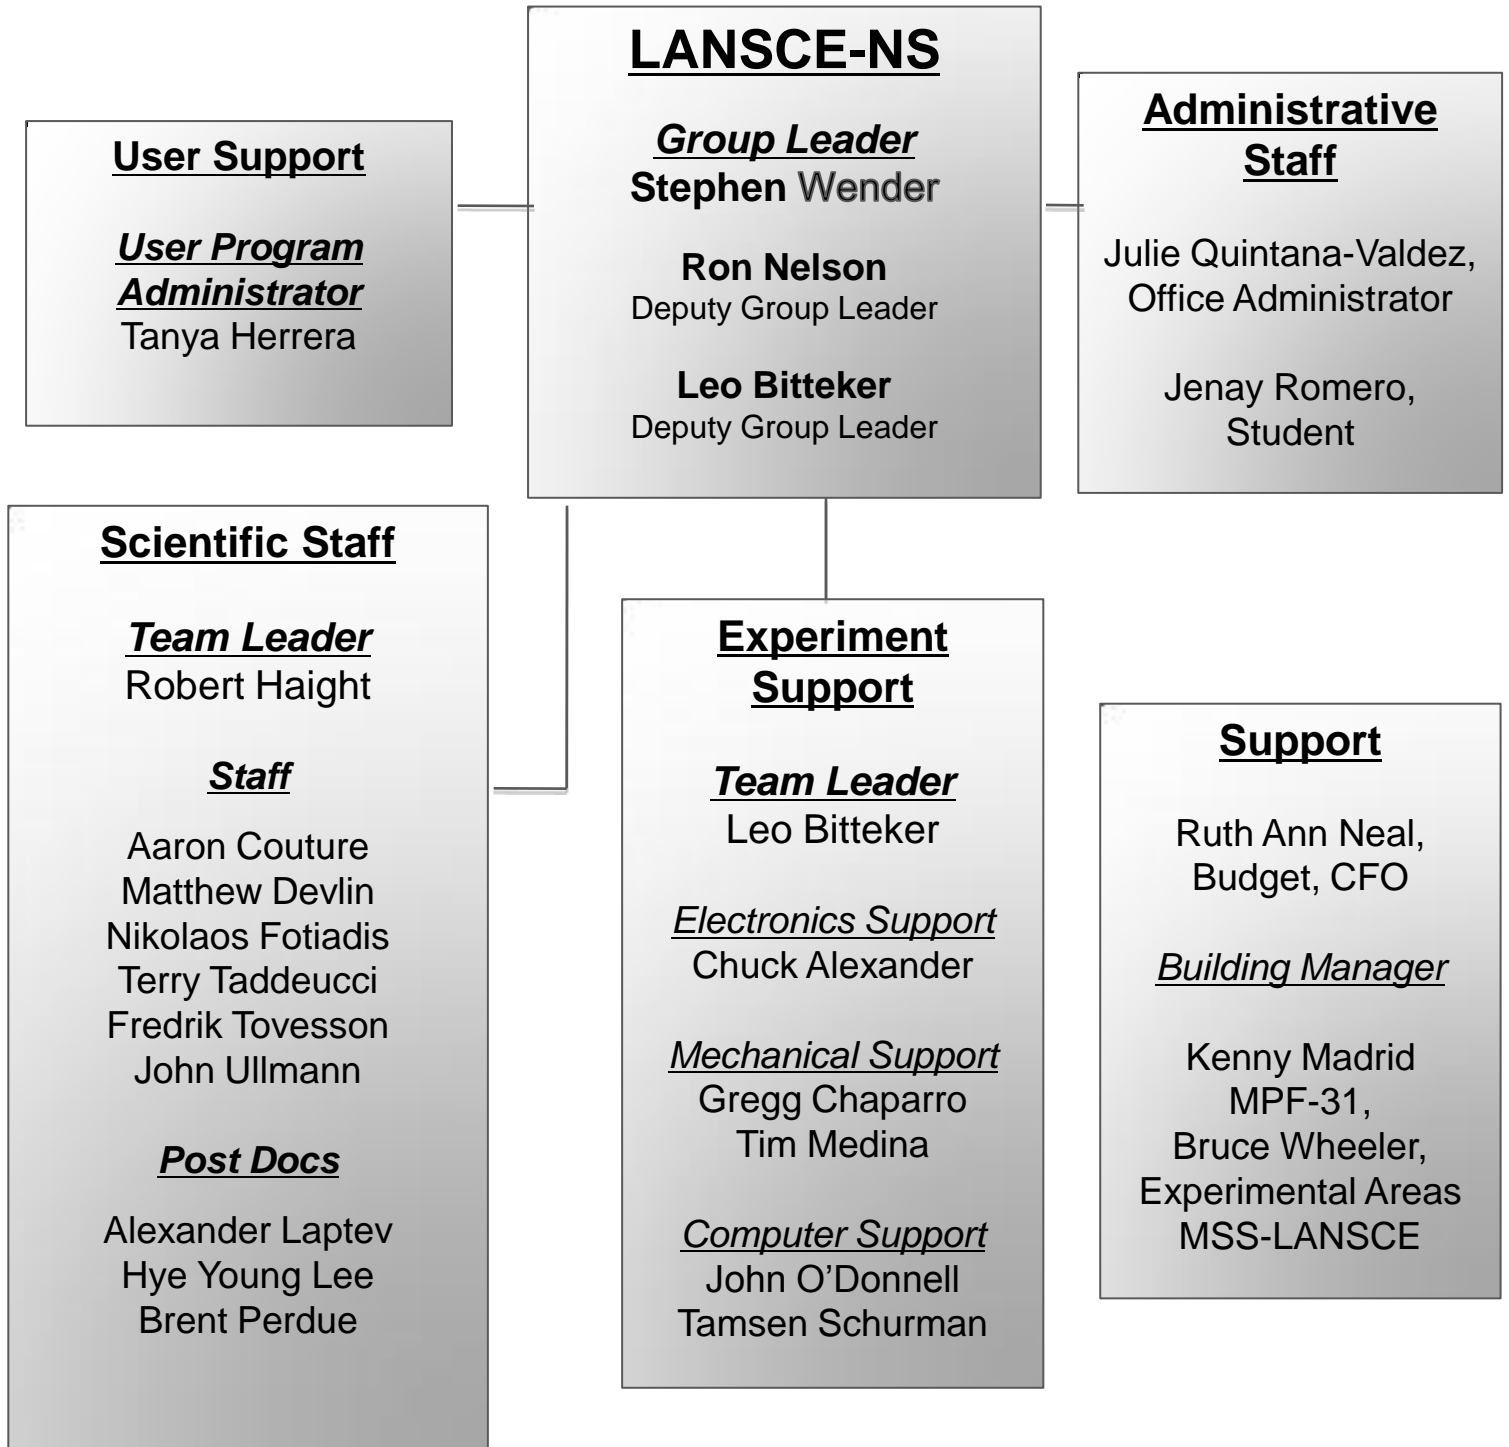 LANSCE-NS
Group Leader
Stephen Wender
Ron Nelson
Deputy Group Leader
Leo Bitteker
Deputy Group Leader
User Support
User Program
Administrator
Tanya Herrera
Administrative
Staff
Julie Quintana-Valdez,
Office Administrator
Jenay Romero,
Student
Scientific Staff
Team Leader
Robert Haight
Staff
Aaron Couture
Matthew Devlin
Nikolaos Fotiadis
Terry Taddeucci
Fredrik Tovesson
John Ullmann
Post Docs
Alexander Laptev
Hye Young Lee
Brent Perdue
Experiment
Support
Team Leader
Leo Bitteker
Electronics Support
Chuck Alexander
Mechanical Support
Gregg Chaparro
Tim Medina
Computer Support
John O’Donnell
Tamsen Schurman
Support
Ruth Ann Neal,
Budget, CFO
Building Manager
Kenny Madrid
MPF-31,
Bruce Wheeler,
Experimental Areas
MSS-LANSCE